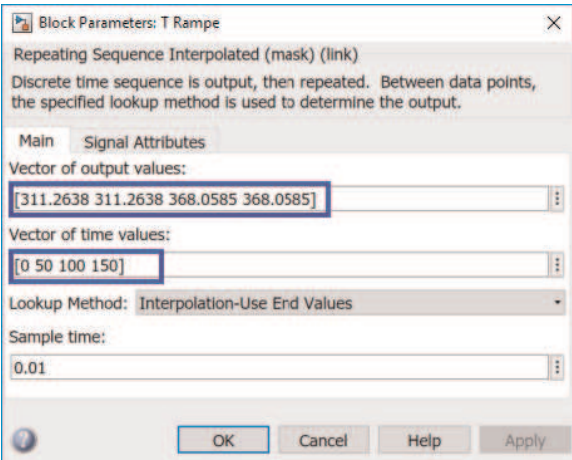 Block Parameters: T Rampe
Repeating Sequence Interpolated (mask) (link)
Discrete time sequence is output, then repeated. Between data points,
the specified lookup method is used to determine the output.
Main Signal Attributes
Vector of output values:
[311.2638 311.2638 368.0585 368.0585]
Vector of time values:
[0 50 100 150]
Lookup Method: Interpolation-Use End Values
Sample time:
0.01
OK Cancel Help Apply